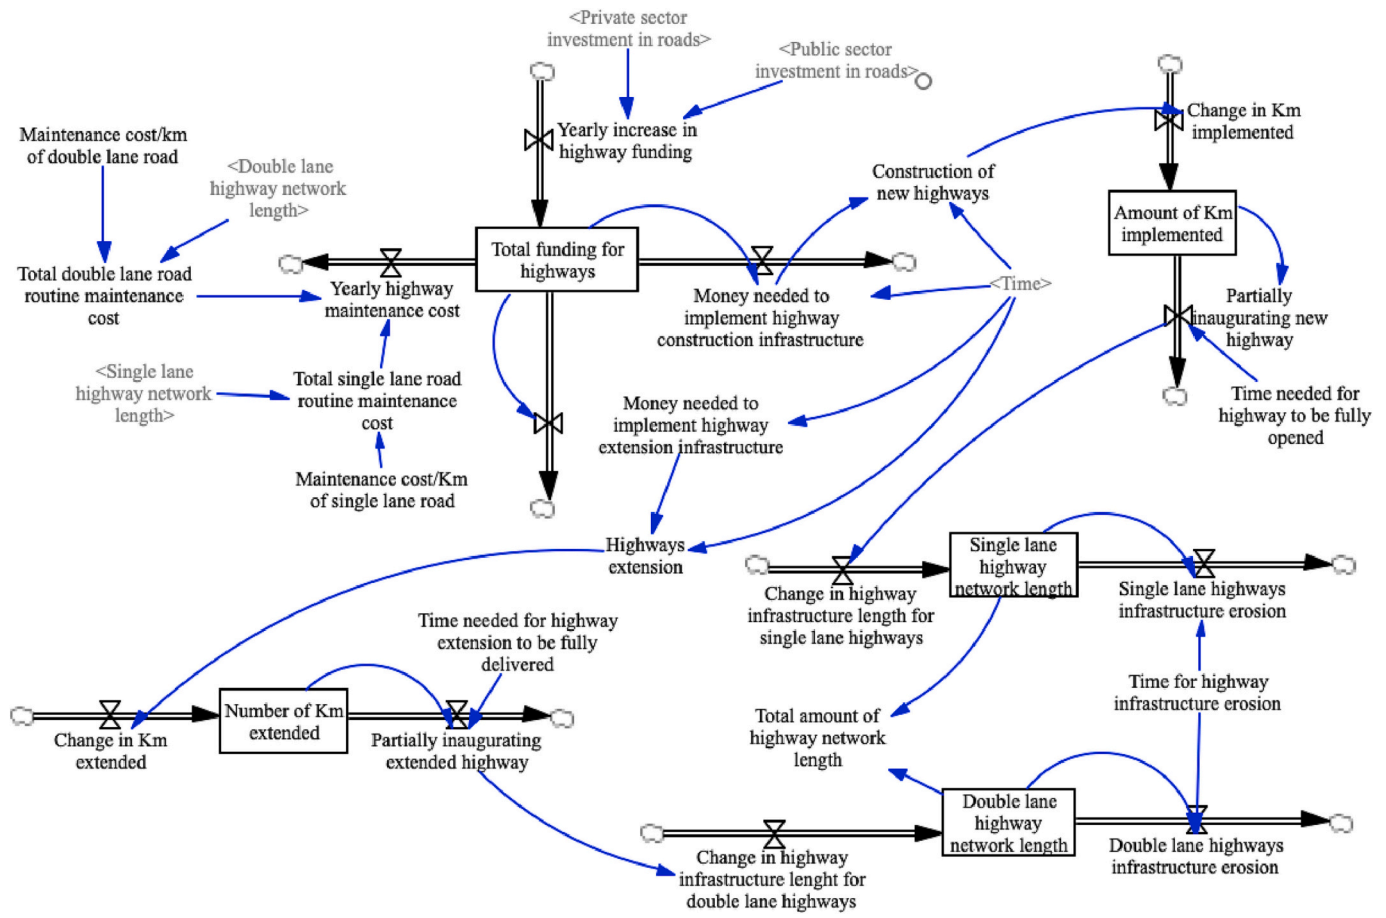 <Private sector
investment in roads>
<Public sector
investment in roads>
Maintenance cost/km
of double lane road
Yearly increase in
highway funding
Change in Km
implemented
<Double lane
highway network
length>
Construction of
new highways
Amount of Km
implemented
Total funding for
highways
Total double lane road
routine maintenance
cost
Yearly highway
maintenance cost
Money needed to
implement highway
construction infrastructure
<Time>
Partially
inaugurating new
highway
<Single lane
highway network
length>
Total single lane road
routine maintenance
cost
Money needed to
implement highway
extension infrastructure
Time needed for
highway to be fully
opened
Maintenance cost/Km
of single lane road
Highways
extension
Single lane
highway
network length
Change in highway
infrastructure length for
single lane highways
Single lane highways
infrastructure erosion
Time needed for highway
extension to be fully
delivered
Time for highway
infrastructure erosion
Number of Km
extended
Change in Km
extended
Partially inaugurating
extended highway
Total amount of
highway network
length
Double lane
highway
network length
Change in highway
infrastructure lenght for
double lane highways
Double lane highways
infrastructure erosion